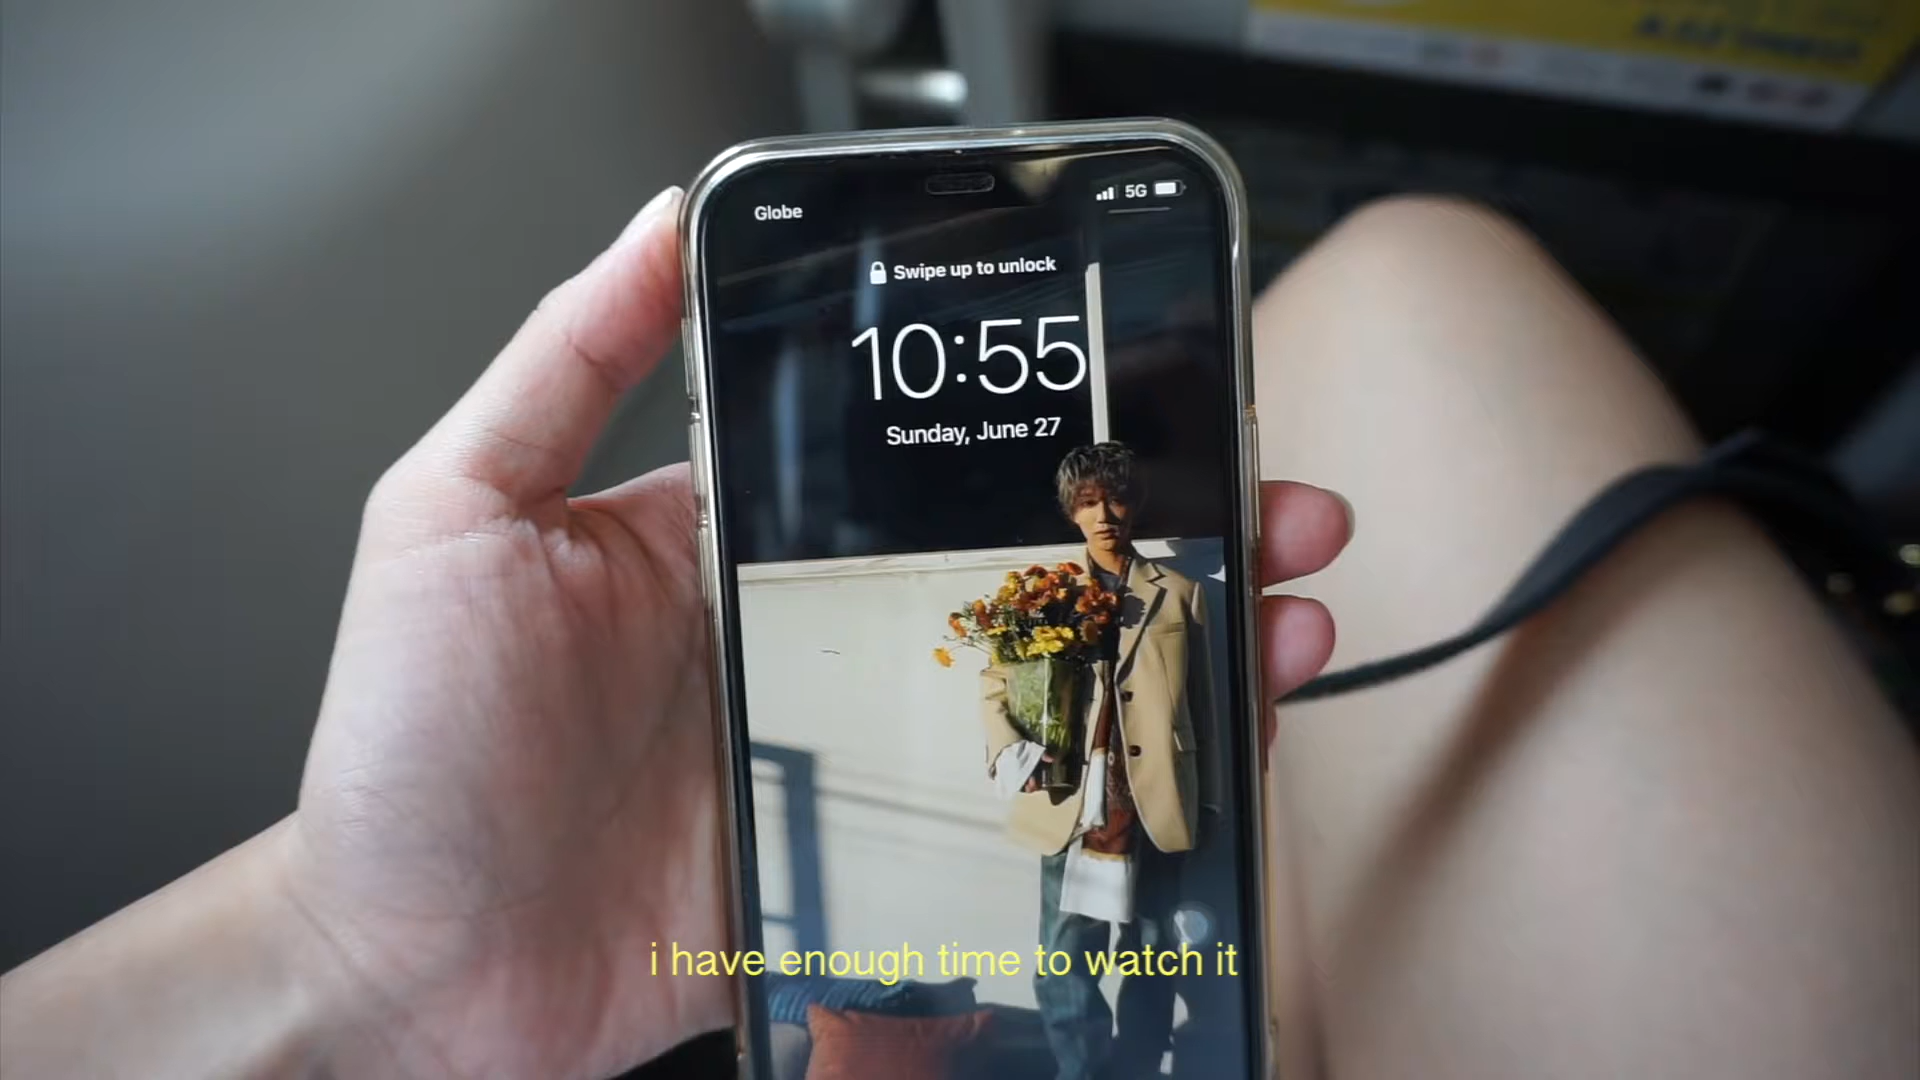 Globe
5G
Swipe up to unlock
10:55
Sunday, June 27
i have enough time to watch it